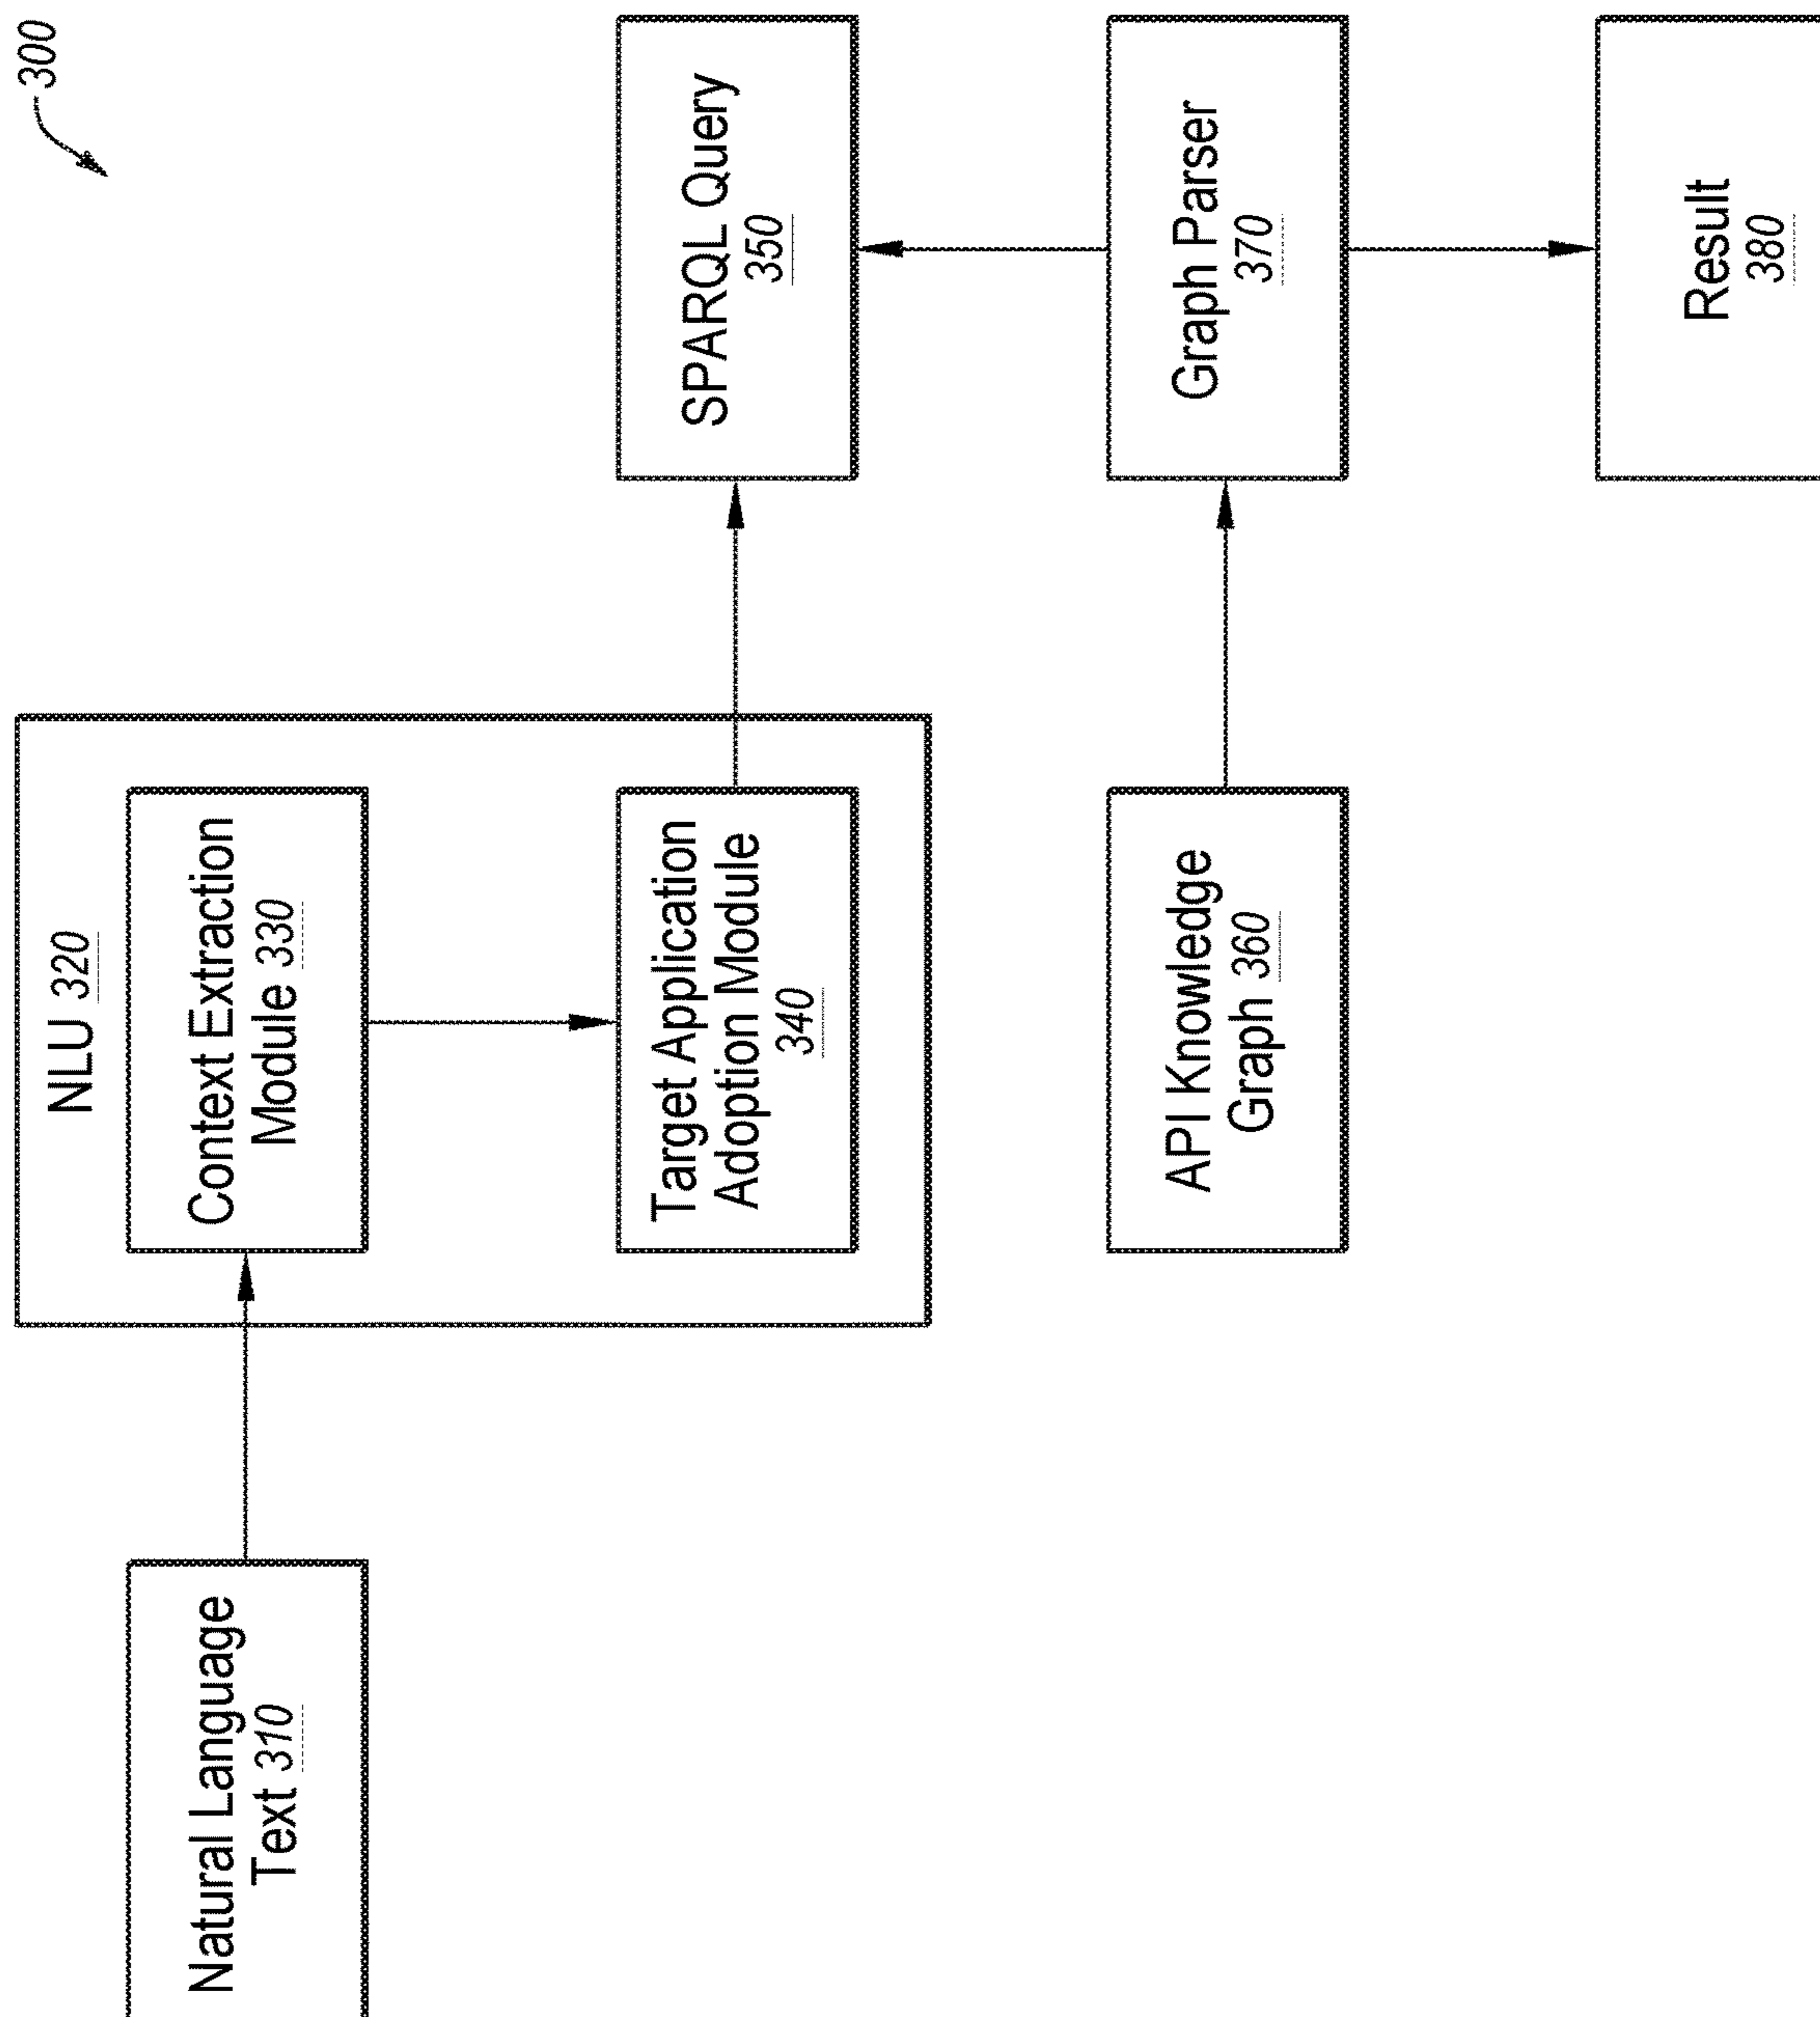 300
Natural Language
Text 310
NLU 320
Context Extraction
Module 330
Target Application
Adoption Module
340
SPARQL Query
350
API Knowledge
Graph 360
Graph Parser
370
Result
380